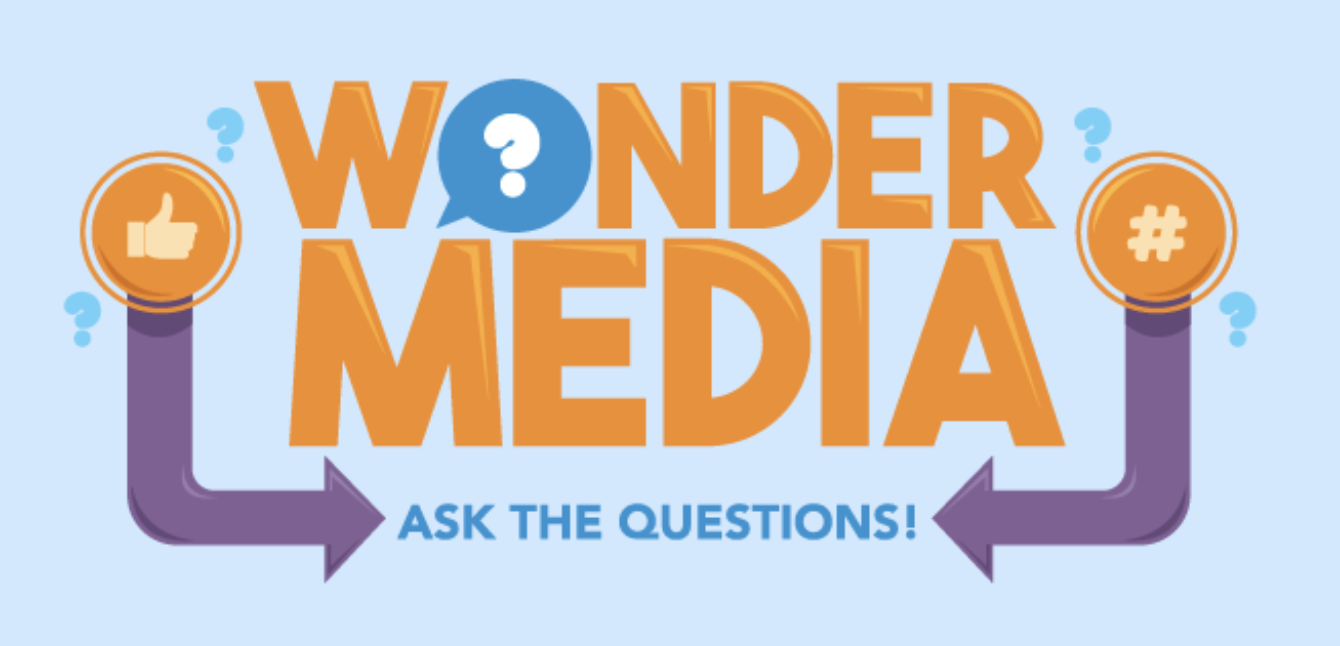 WONDER
MEDIA
ASK THE QUESTIONS!